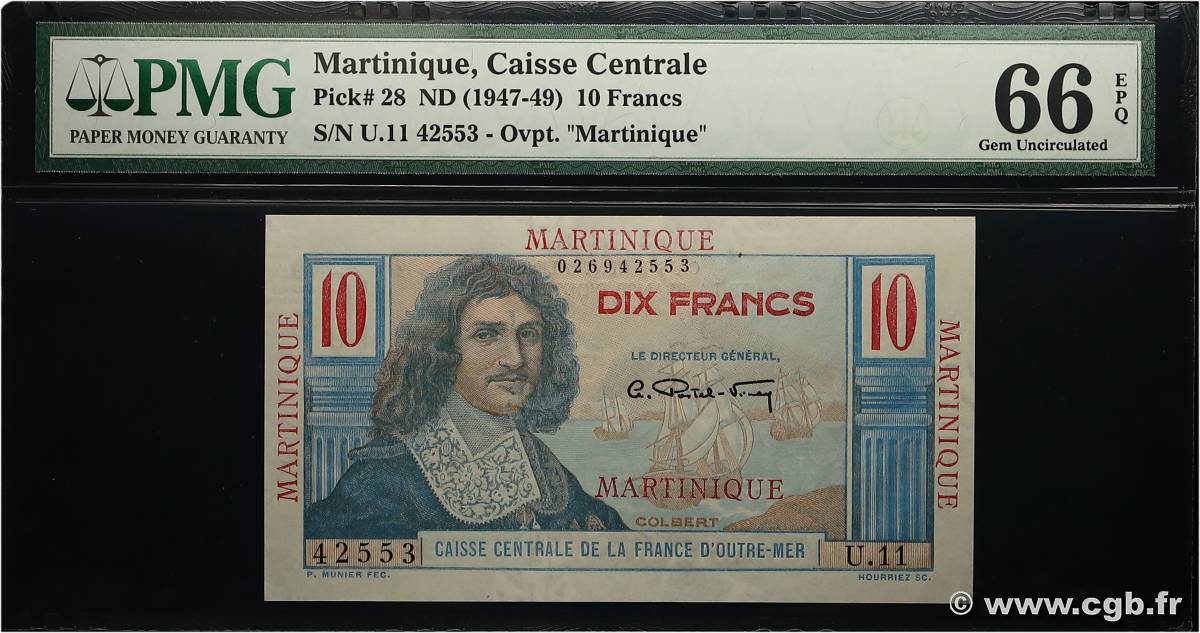 PMG
PAPER MONEY GUARANTY
Martinique, Caisse Centrale
Pick# 28 ND (1947-49) 10 Francs
S/N U.11 42553 - Ovpt. "Martinique"
66
EPQ
Gem Uncirculated
MARTINIQUE
026942553
10
DIX FRANCS
10
LE DIRECTEUR GÉNÉRAL,
MARTINIQUE
MARTINIQUE
MARTINIQUE
COLBERT
42553
CAISSE CENTRALE DE LA FRANCE D'OUTRE-MER
U.11
P. MUNIER FEC.
HOURRIEZ SC.
© www.cgb.fr